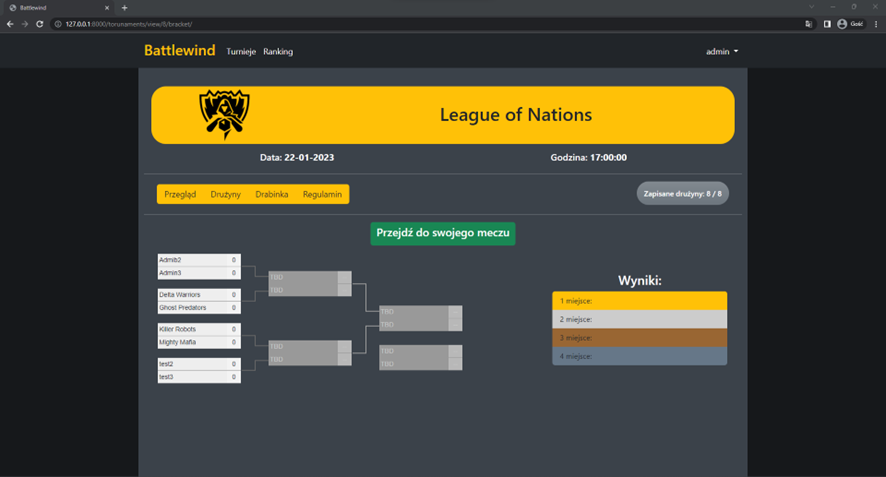 Battlewind
127.0.0.1:8000/torunaments/view/8/bracket/
Gość
Battlewind Turnieje Ranking admin
League of Nations
Data: 22-01-2023 Godzina: 17:00:00
Przegląd Drużyny Drabinka Regulamin Zapisane drużyny: 8 / 8
Przejdź do swojego meczu
Admib2 0
Admin3 0
Delta Warriors 0
Ghost Predators 0
Killer Robots 0
Mighty Mafia 0
test2 0
test3 0
TBD
TBD
TBD
TBD
TBD
TBD
TBD
TBD
Wyniki:
1 miejsce:
2 miejsce:
3 miejsce:
4 miejsce: